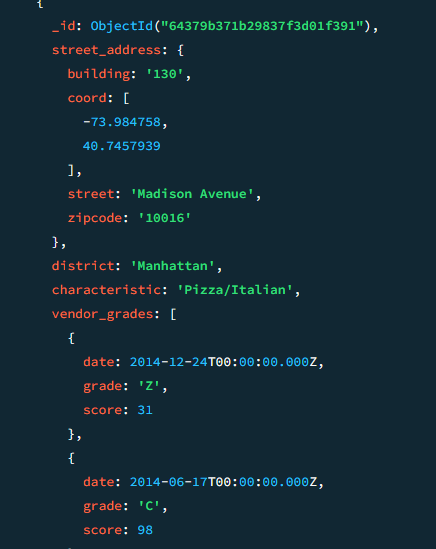 {
_id: ObjectId("64379b371b29837f3d01f391"),
street_address: {
building: '130',
coord: [
-73.984758,
40.7457939
],
street: 'Madison Avenue',
zipcode: '10016'
},
district: 'Manhattan',
characteristic: 'Pizza/Italian',
vendor_grades: [
{
date: 2014-12-24T00:00:00.000Z,
grade: 'Z',
score: 31
},
{
date: 2014-06-17T00:00:00.000Z,
grade: 'C',
score: 98